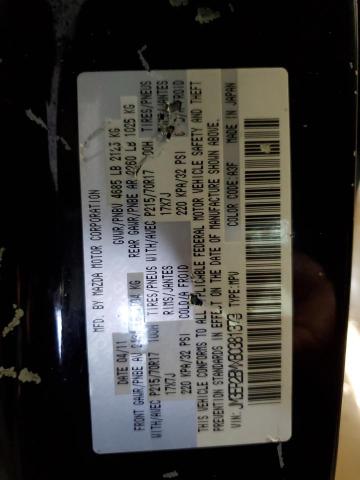 MFD. BY MAZDA MOTOR CORPORATION
DATE 04/11 GVWR/PNBV 4685 LB 2123 KG
FRONT GAWR/PNBE AV KG REAR GAWR/PNBE AR 2260 LB 1025 KG
WITH/AVEC P215/70R17 100H TIRES/PNEUS WITH/AVEC P215/70R17 100H TIRES/PNEUS
17X7J RIMS/JANTES 17X7J
220 KPA/32 PSI COLD/A FROID 220 KPA/32 PSI FROID
THIS VEHICLE CONFORMS TO ALL APPLICABLE FEDERAL MOTOR VEHICLE SAFETY AND THEFT
PREVENTION STANDARDS IN EFFECT ON THE DATE OF MANUFACTURE SHOWN ABOVE.
VIN: TYPE: MPV COLOR CODE: A3F MADE IN JAPAN